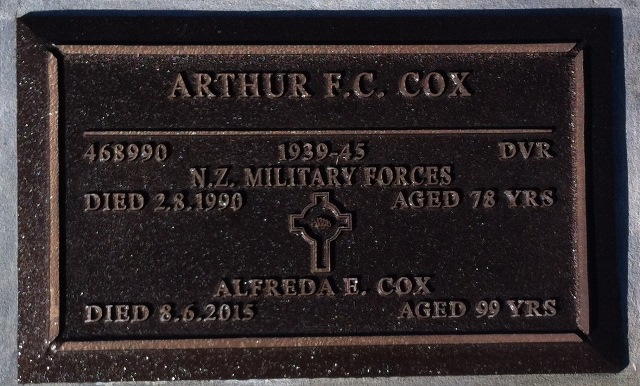 ARTHUR F.C. COX
468990 1939-45 DVR
N.Z. MILITARY FORCES
DIED 2.8.1990 AGED 78 YRS
ALFREDA E. COX
DIED 8.6.2015 AGED 99 YRS